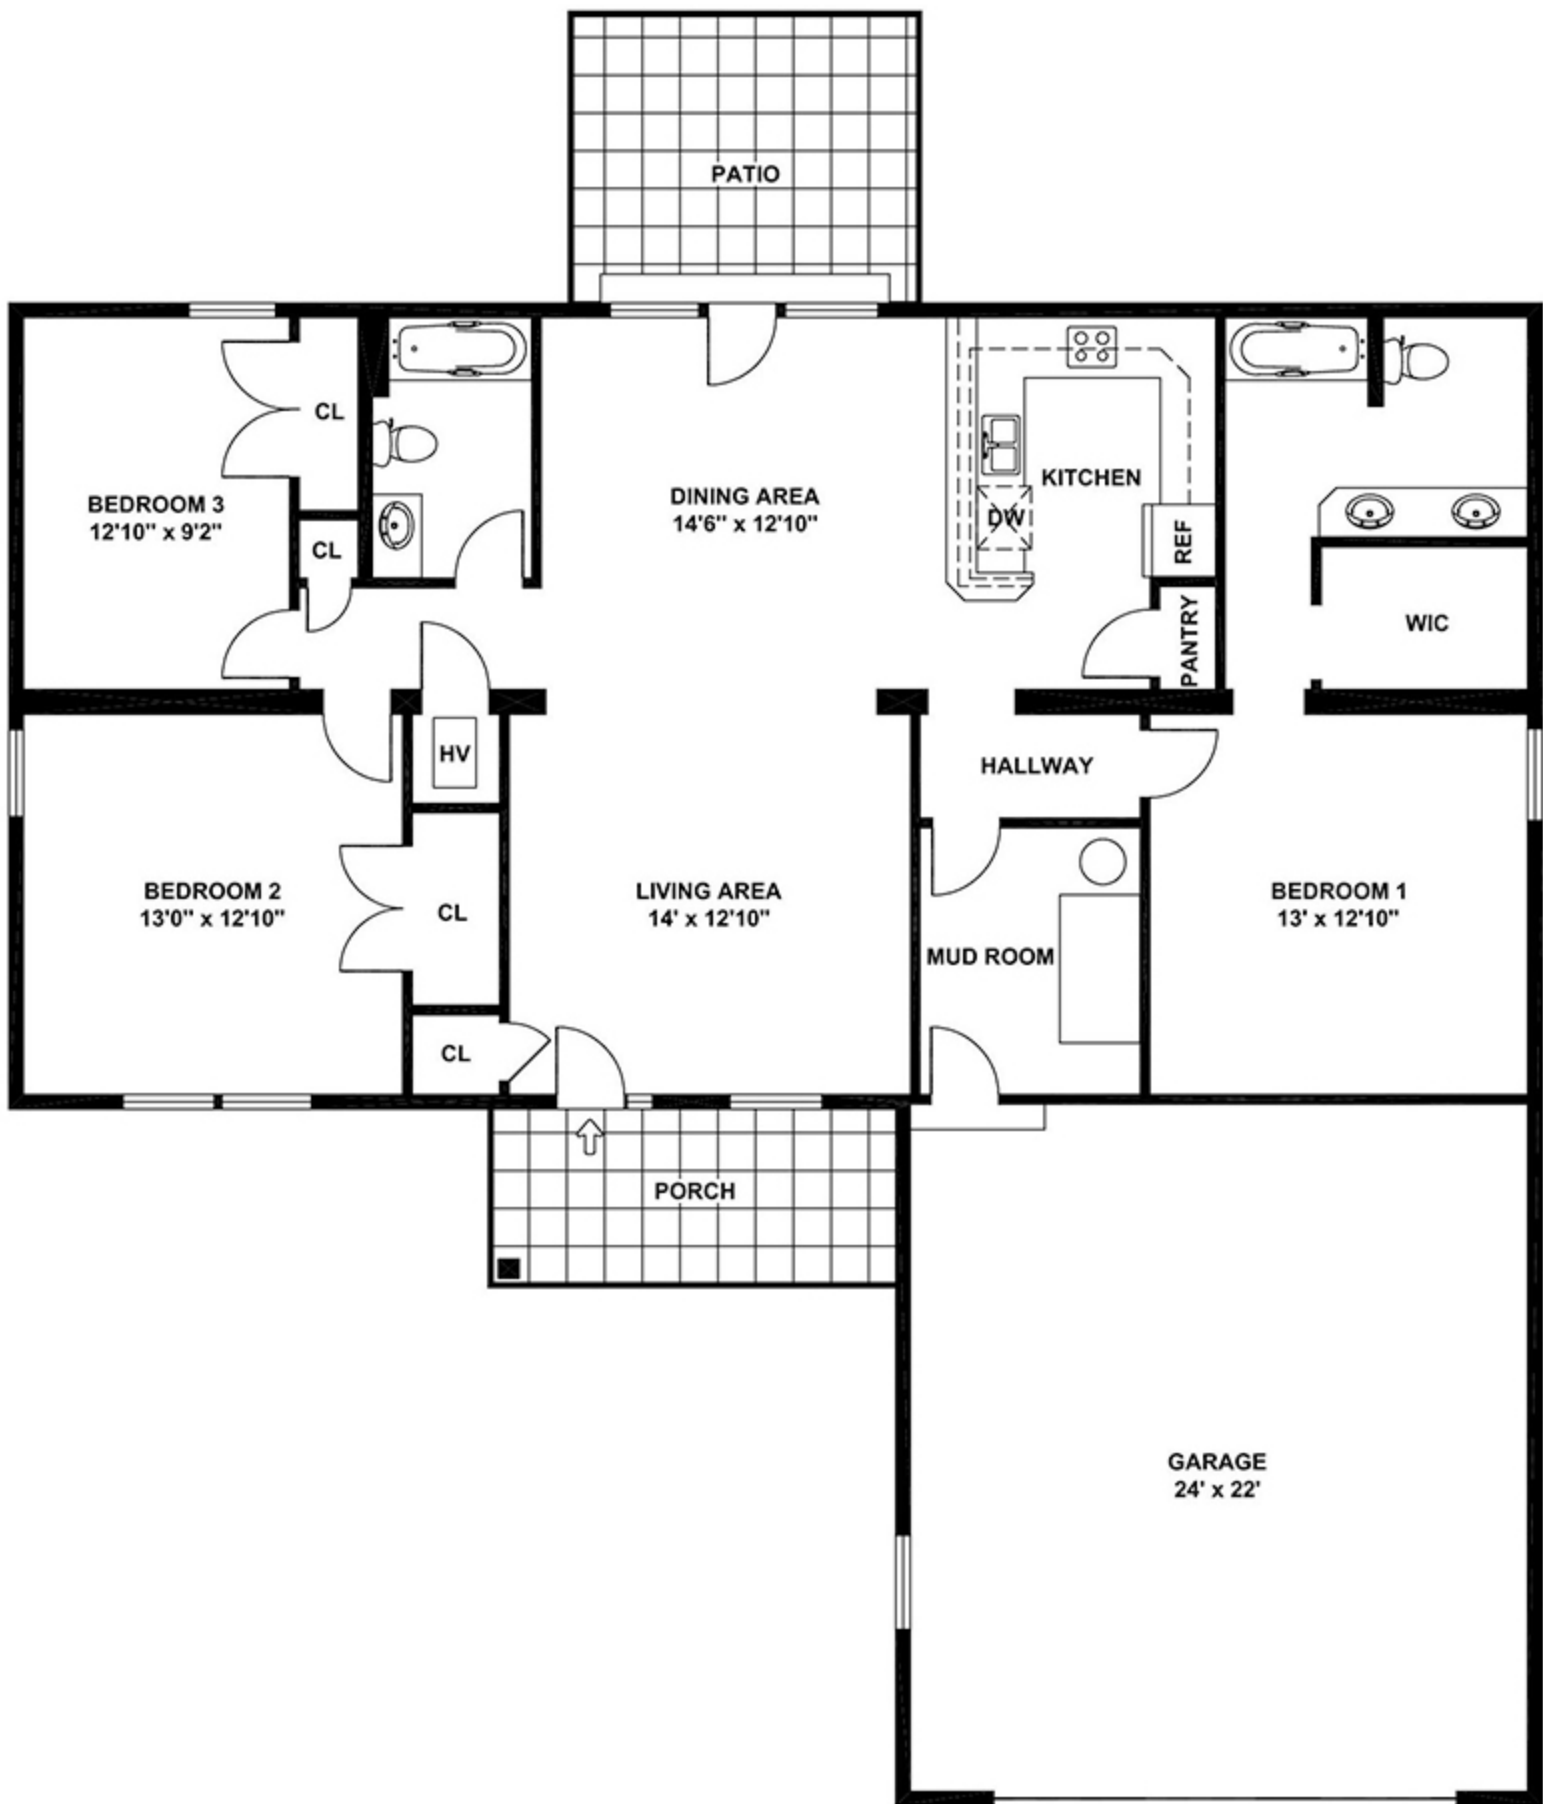 PATIO
CL
BEDROOM 3
12'10" x 9'2"
CL
DINING AREA
14'6" x 12'10"
KITCHEN
DW
REF
PANTRY
WIC
HV
HALLWAY
BEDROOM 2
13'0" x 12'10"
CL
LIVING AREA
14' x 12'10"
BEDROOM 1
13' x 12'10"
MUD ROOM
CL
PORCH
GARAGE
24' x 22'